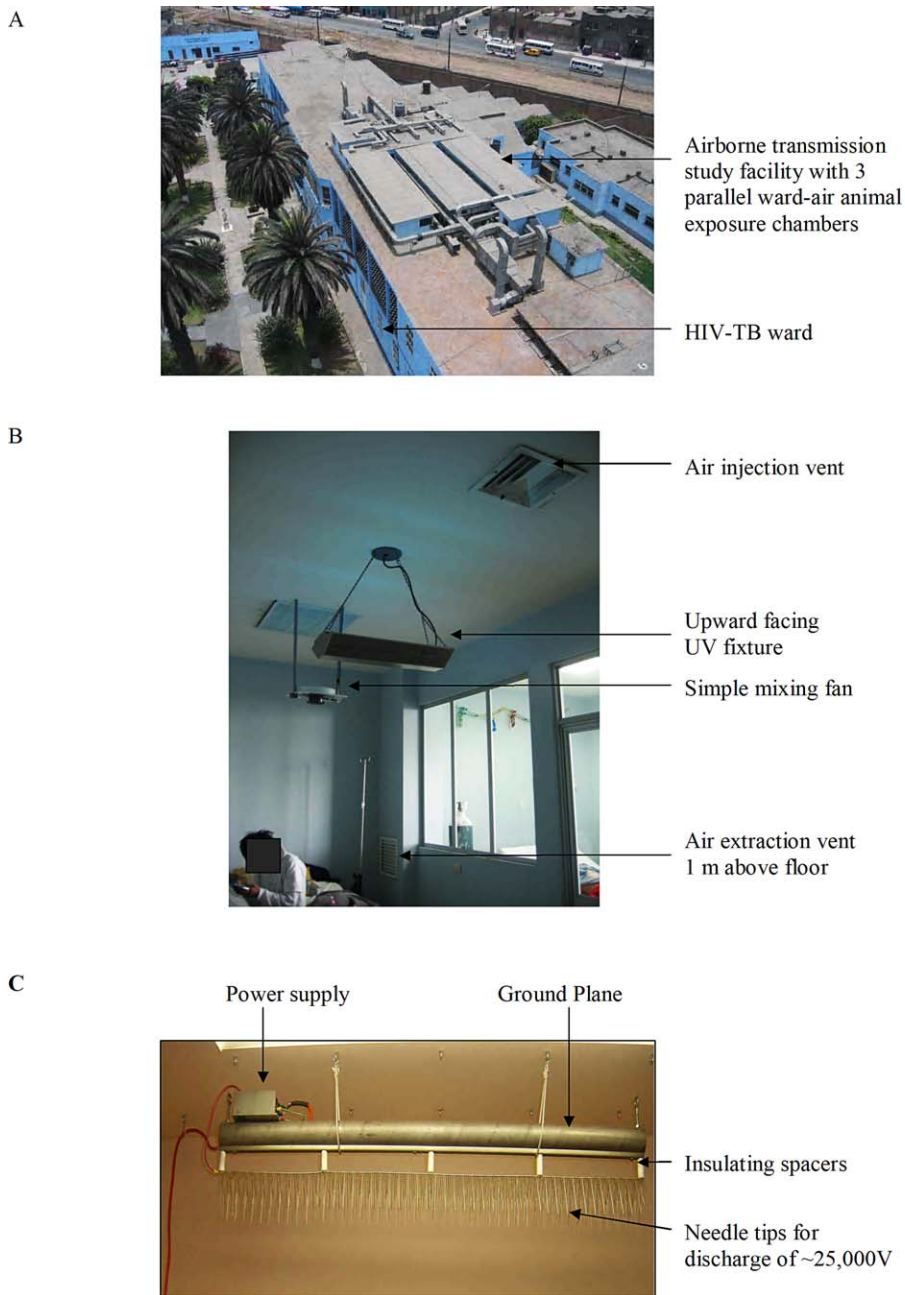 A
Airborne transmission
study facility with 3
parallel ward-air animal
exposure chambers
HIV-TB ward
B
Air injection vent
Upward facing
UV fixture
Simple mixing fan
Air extraction vent
1 m above floor
C
Power supply
Ground Plane
Insulating spacers
Needle tips for
discharge of ~25,000V